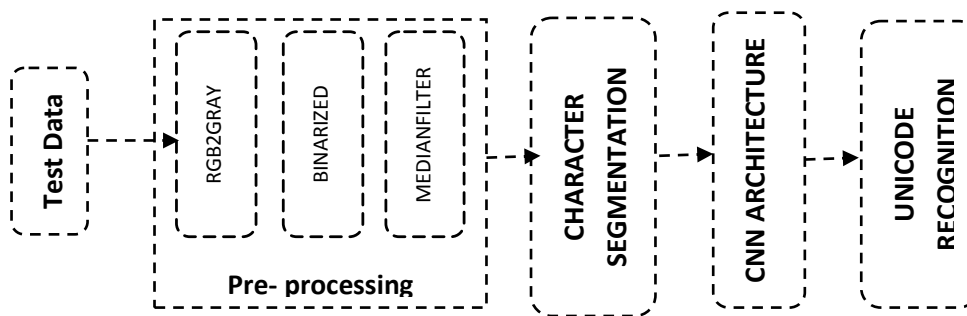 Test Data
RGB2GRAY
BINARIZED
MEDIANFILTER
Pre- processing
CHARACTER
SEGMENTATION
CNN ARCHITECTURE
UNICODE
RECOGNITION